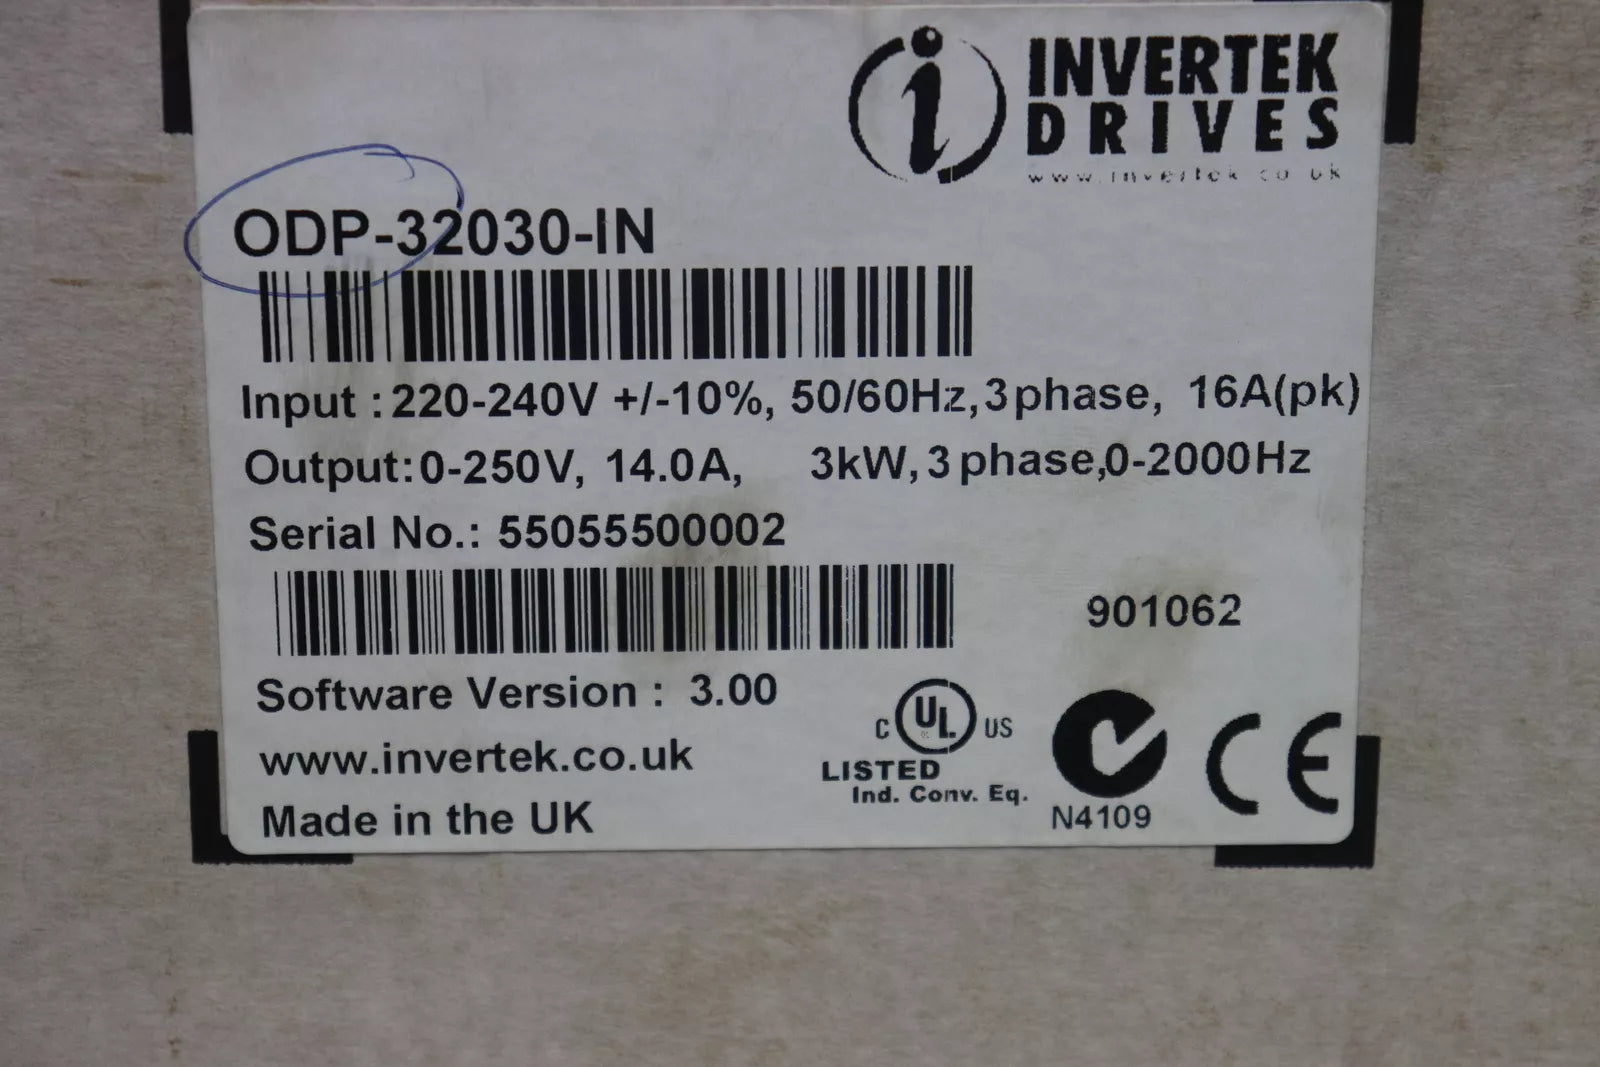 INVERTEK
DRIVES
www.invertek.co.uk
ODP-32030-IN
Input : 220-240V +/-10%, 50/60Hz, 3 phase, 16A(pk)
Output: 0-250V, 14.0A, 3kW, 3 phase, 0-2000Hz
Serial No.: 55055500002
901062
Software Version : 3.00
www.invertek.co.uk
Made in the UK
C UL US
LISTED
Ind. Conv. Eq.
N4109
CE